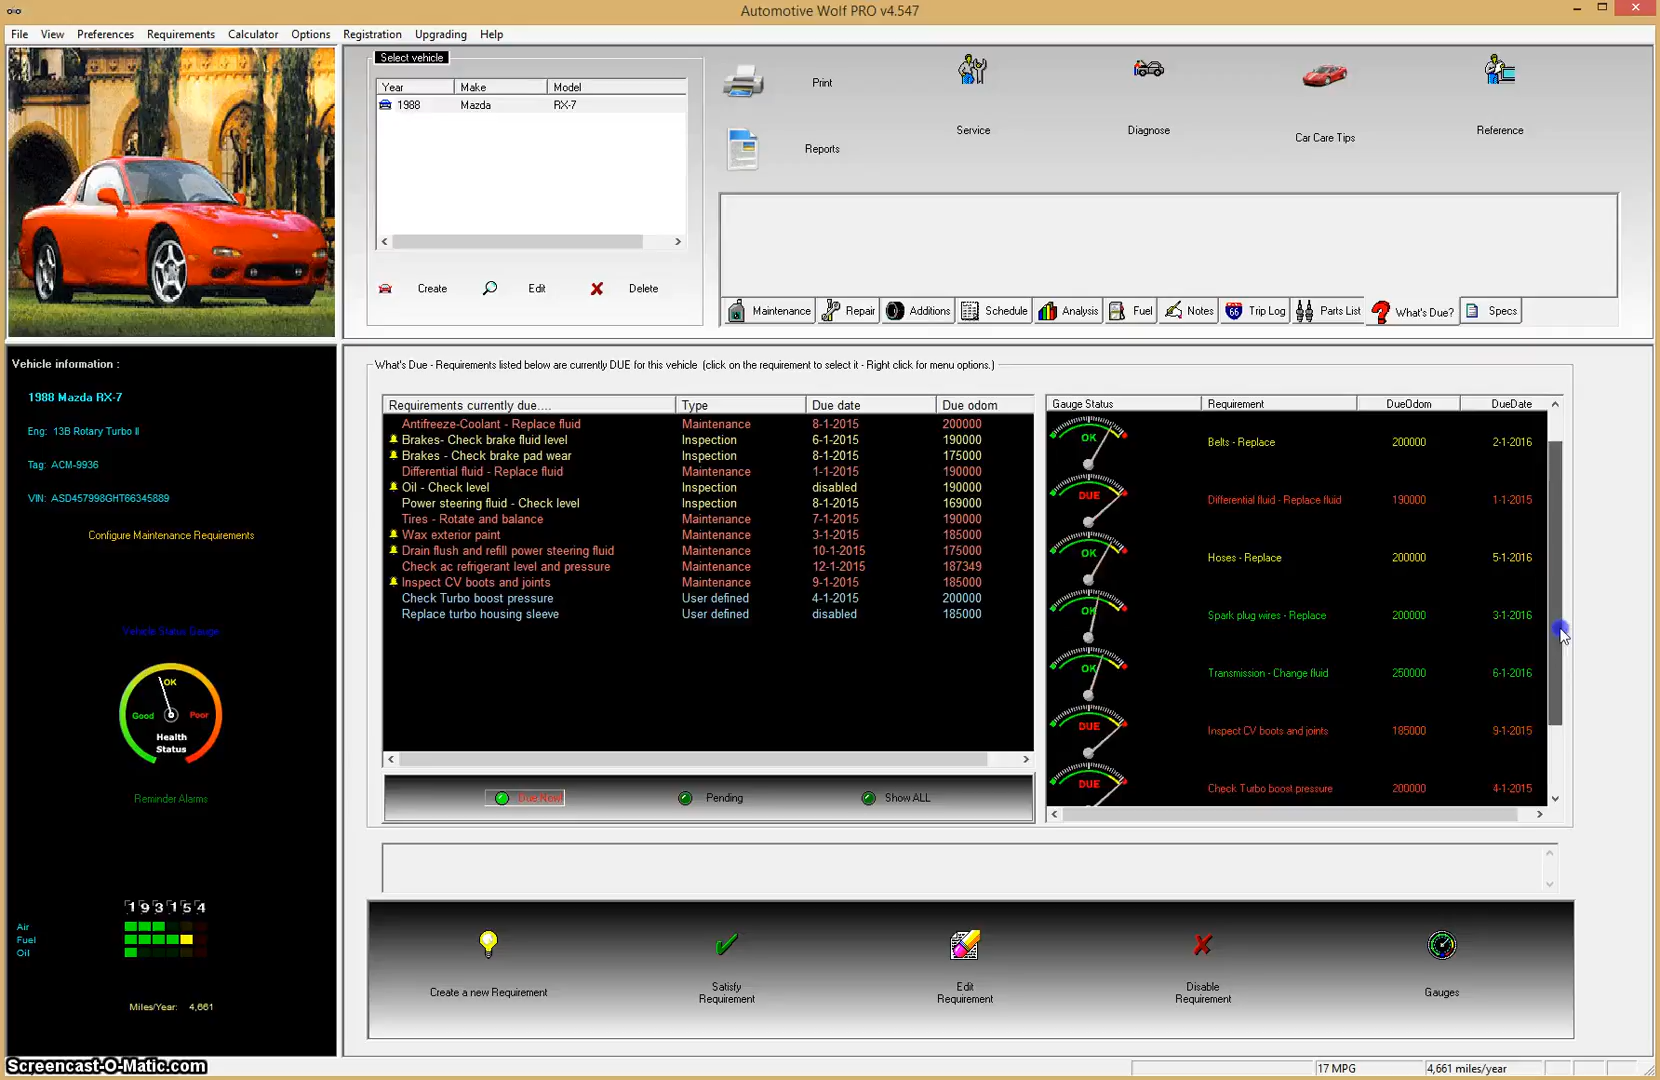 Automotive Wolf PRO v4.547
File View Preferences Requirements Calculator Options Registration Upgrading Help
Select vehicle
Year Make Model
1988 Mazda RX-7
Create Edit Delete
Print
Reports
Service
Diagnose
Car Care Tips
Reference
Maintenance Repair Additions Schedule Analysis Fuel Notes Trip Log Parts List What's Due? Specs
Vehicle information :
1988 Mazda RX-7
Eng: 13B Rotary Turbo II
Tag: ACM-9936
VIN: ASD457998GHT66345889
Configure Maintenance Requirements
Vehicle Status Gauge
OK
Good Poor
Health
Status
Reminder Alarms
193154
Air
Fuel
Oil
Miles/Year: 4,661
What's Due - Requirements listed below are currently DUE for this vehicle (click on the requirement to select it - Right click for menu options.)
Requirements currently due.... Type Due date Due odom
Antifreeze-Coolant - Replace fluid Maintenance 8-1-2015 200000
Brakes- Check brake fluid level Inspection 6-1-2015 190000
Brakes - Check brake pad wear Inspection 8-1-2015 175000
Differential fluid - Replace fluid Maintenance 1-1-2015 190000
Oil - Check level Inspection disabled 190000
Power steering fluid - Check level Inspection 8-1-2015 169000
Tires - Rotate and balance Maintenance 7-1-2015 190000
Wax exterior paint Maintenance 3-1-2015 185000
Drain flush and refill power steering fluid Maintenance 10-1-2015 175000
Check ac refrigerant level and pressure Maintenance 12-1-2015 187349
Inspect CV boots and joints Maintenance 9-1-2015 185000
Check Turbo boost pressure User defined 4-1-2015 200000
Replace turbo housing sleeve User defined disabled 185000
Due Now Pending Show ALL
Gauge Status Requirement DueOdom DueDate
OK Belts - Replace 200000 2-1-2016
DUE Differential fluid - Replace fluid 190000 1-1-2015
OK Hoses - Replace 200000 5-1-2016
OK Spark plug wires - Replace 200000 3-1-2016
OK Transmission - Change fluid 250000 6-1-2016
DUE Inspect CV boots and joints 185000 9-1-2015
DUE Check Turbo boost pressure 200000 4-1-2015
Create a new Requirement
Satisfy
Requirement
Edit
Requirement
Disable
Requirement
Gauges
Screencast-O-Matic.com
17 MPG 4,661 miles/year